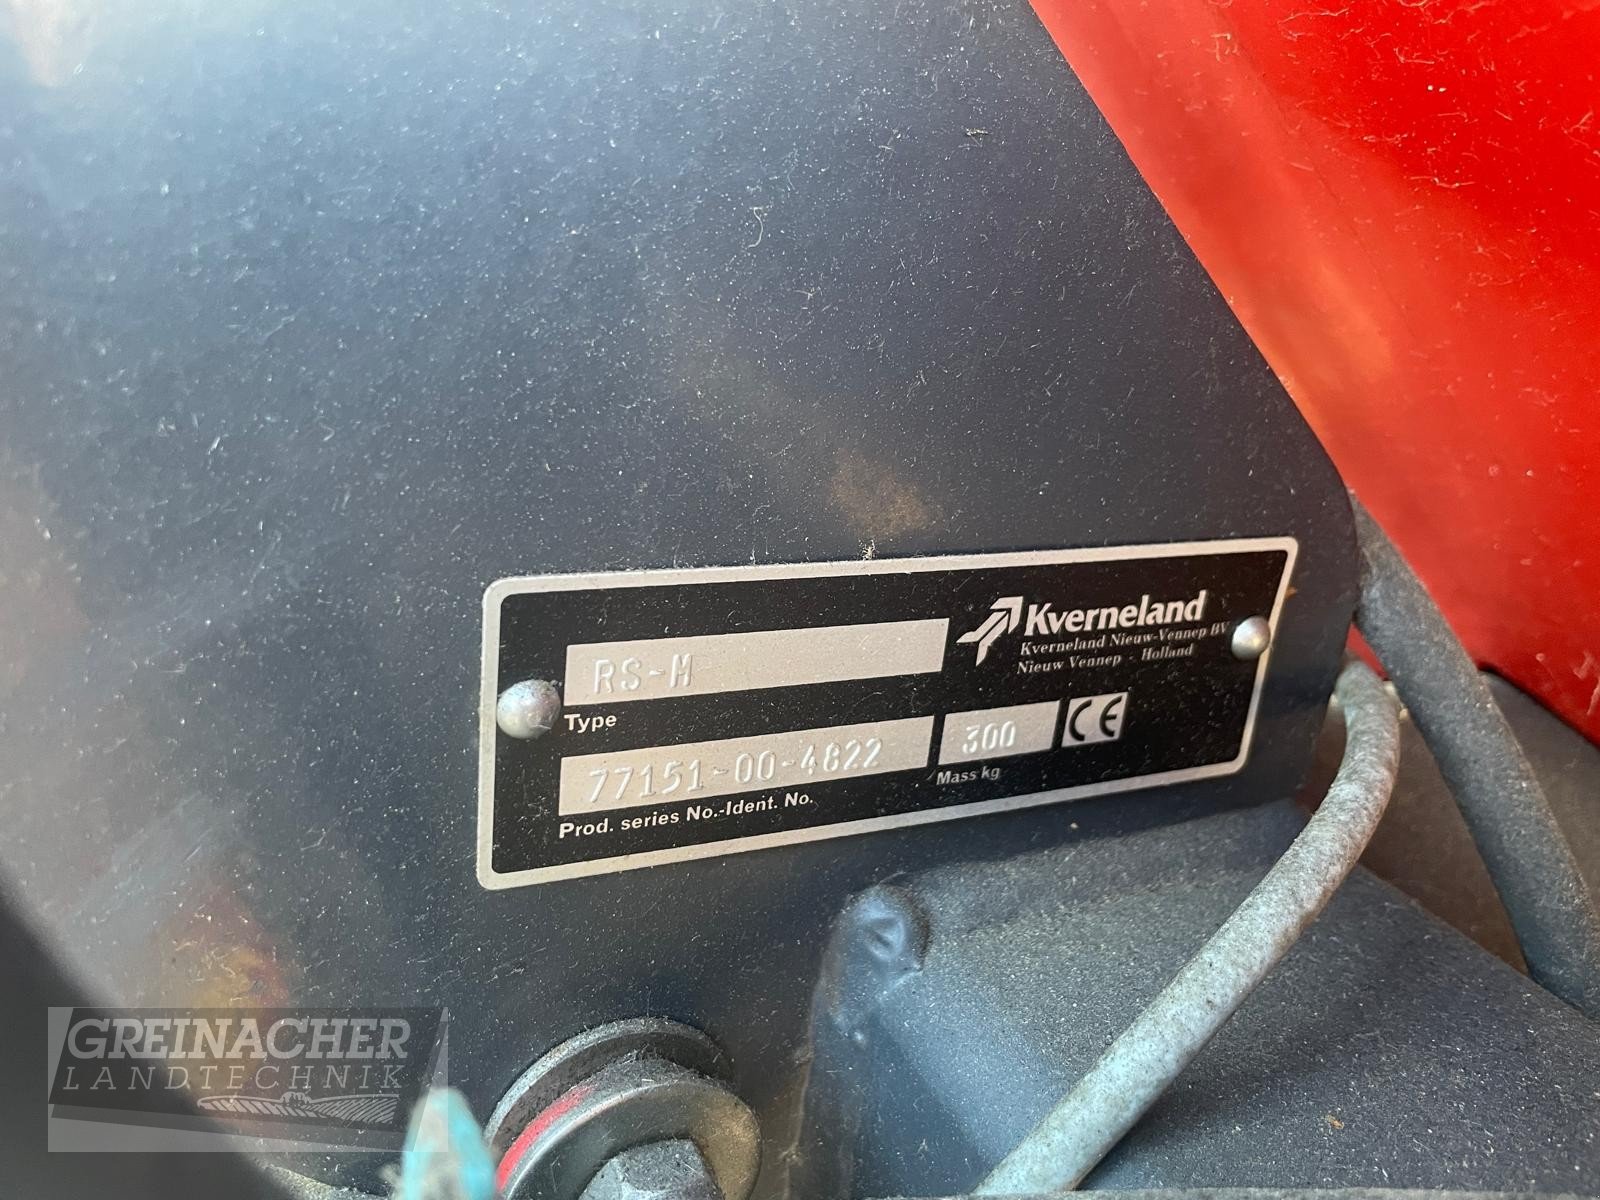 Kverneland
Kverneland Nieuw-Vennep BV
Nieuw Vennep - Holland
RS-M
Type
77151-00-4822
300
CE
Prod. series No.-Ident. No.
Mass kg
GREINACHER
LANDTECHNIK